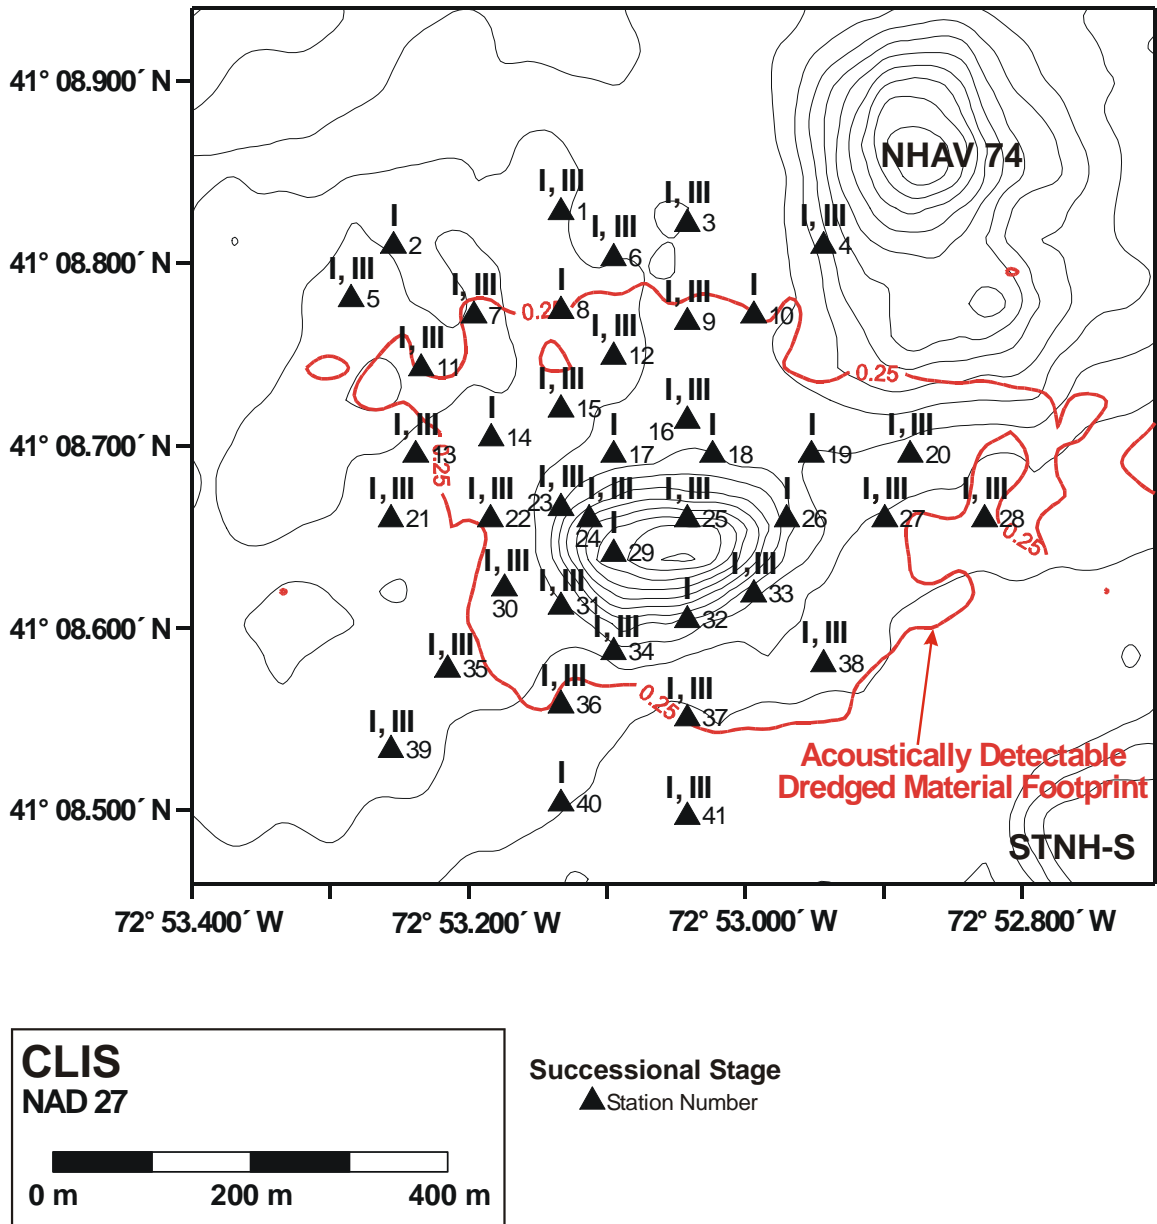 41° 08.900´ N
NHAV 74
I, III
1
I, III
3
I
2
I, III
6
I, III
4
41° 08.800´ N
I, III
5
I, III
7
0.25
I
8
I, III
9
I
10
I, III
11
I, III
12
0.25
I, III
15
I, III
16
41° 08.700´ N
I, III
13
0.25
I
14
I
17
I
18
I
19
I, III
20
I, III
21
I, III
22
I, III
23
I, III
24
I, III
25
I
26
I, III
27
I, III
28
0.25
I
29
I, III
30
I, III
31
I
32
I, III
33
41° 08.600´ N
I, III
34
I, III
35
I, III
38
I, III
36
0.25
I, III
37
I, III
39
Acoustically Detectable
Dredged Material Footprint
41° 08.500´ N
I
40
I, III
41
STNH-S
72° 53.400´ W
72° 53.200´ W
72° 53.000´ W
72° 52.800´ W
CLIS
NAD 27
0 m
200 m
400 m
Successional Stage
Station Number